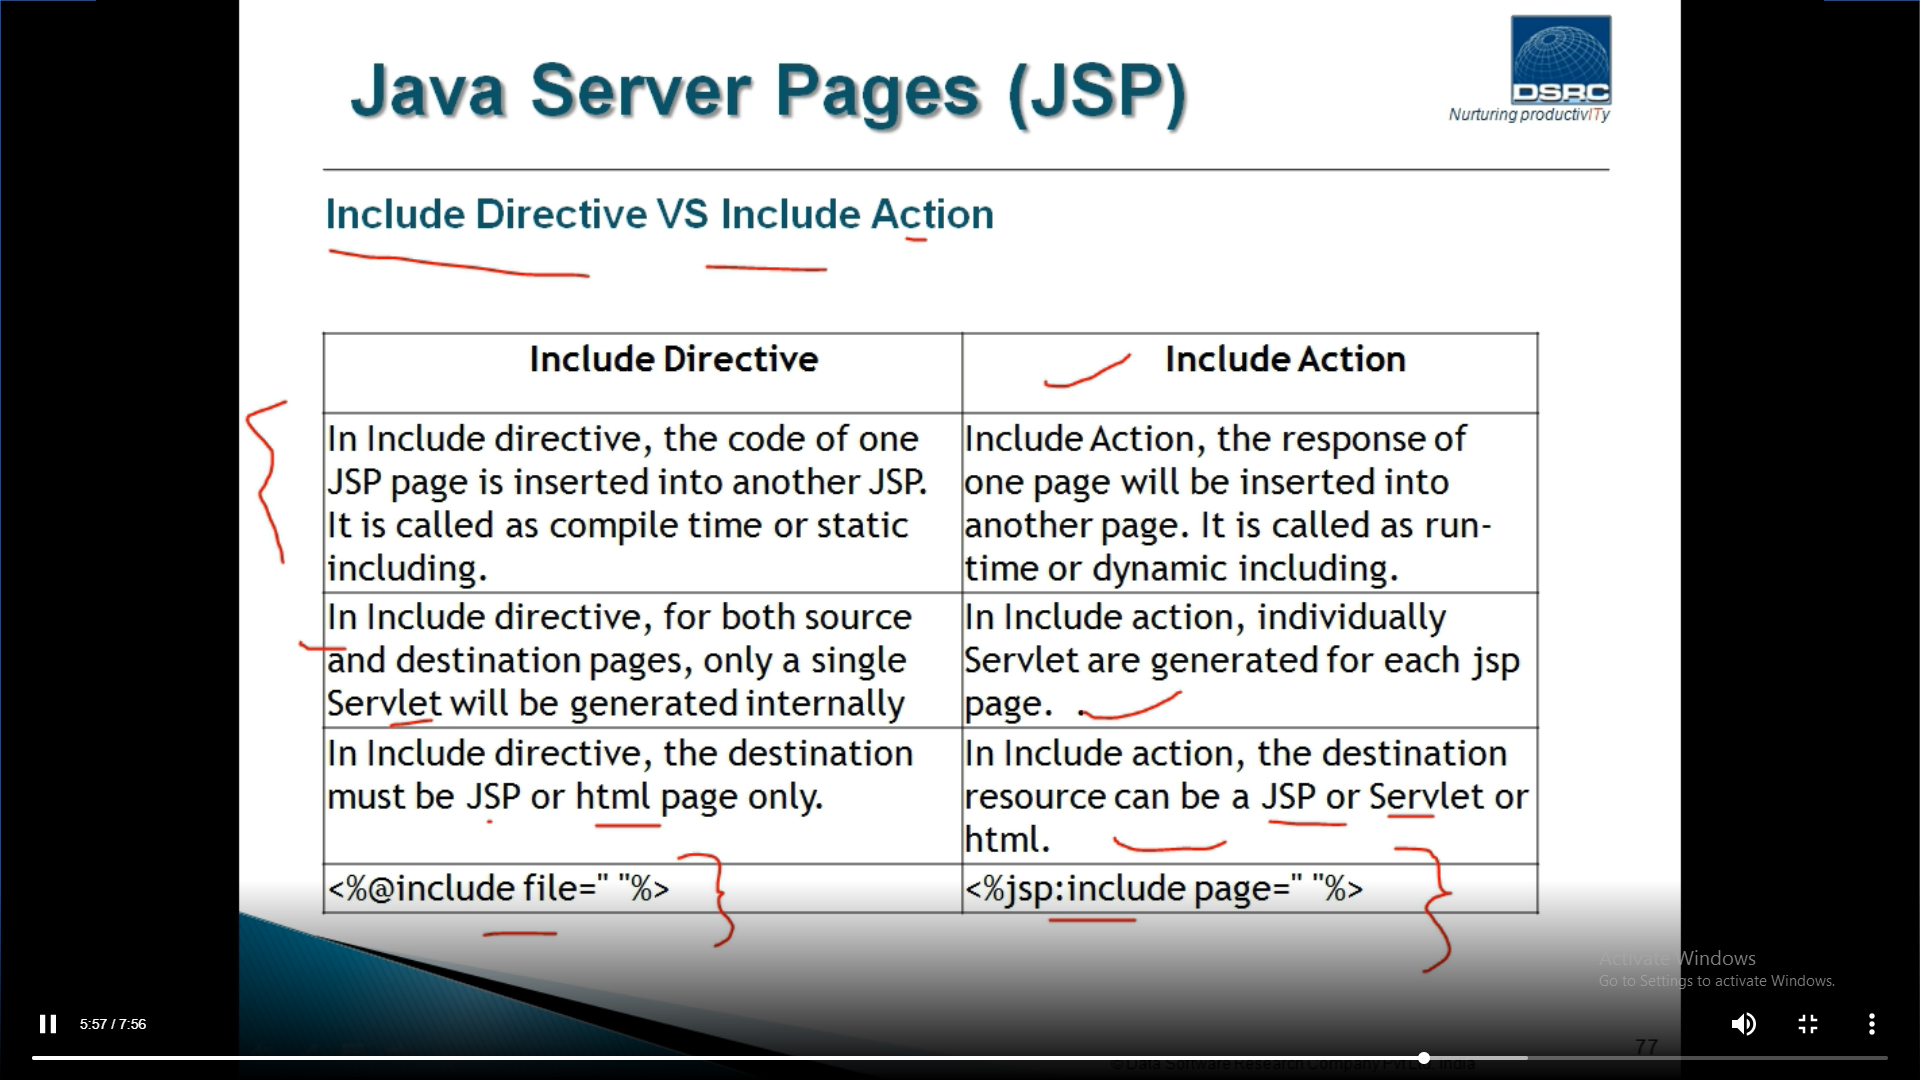 Java Server Pages (JSP)
DSRC
Nurturing productivITy
Include Directive VS Include Action
Include Directive
Include Action
In Include directive, the code of one
JSP page is inserted into another JSP.
It is called as compile time or static
including.
Include Action, the response of
one page will be inserted into
another page. It is called as run-
time or dynamic including.
In Include directive, for both source
and destination pages, only a single
Servlet will be generated internally
In Include action, individually
Servlet are generated for each jsp
page. .
In Include directive, the destination
must be JSP or html page only.
In Include action, the destination
resource can be a JSP or Servlet or
html.
<%@include file=" "%>
<%jsp:include page=" "%>
Activate Windows
Go to Settings to activate Windows.
5:57 / 7:56
77
© Data Software Research Company Pvt Ltd. India